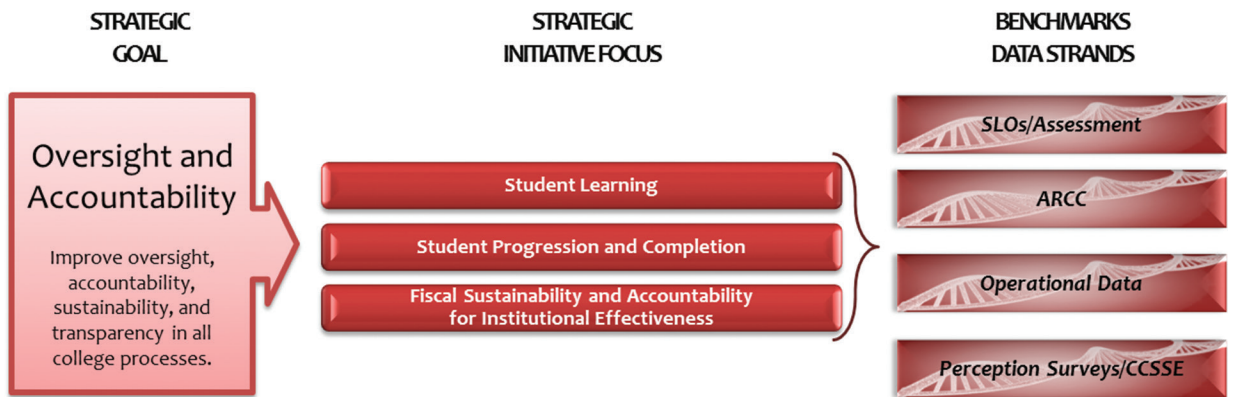 STRATEGIC
GOAL
STRATEGIC
INITIATIVE FOCUS
BENCHMARKS
DATA STRANDS
Oversight and
Accountability
Improve oversight,
accountability,
sustainability, and
transparency in all
college processes.
Student Learning
Student Progression and Completion
Fiscal Sustainability and Accountability
for Institutional Effectiveness
SLOs/Assessment
ARCC
Operational Data
Perception Surveys/CCSSE